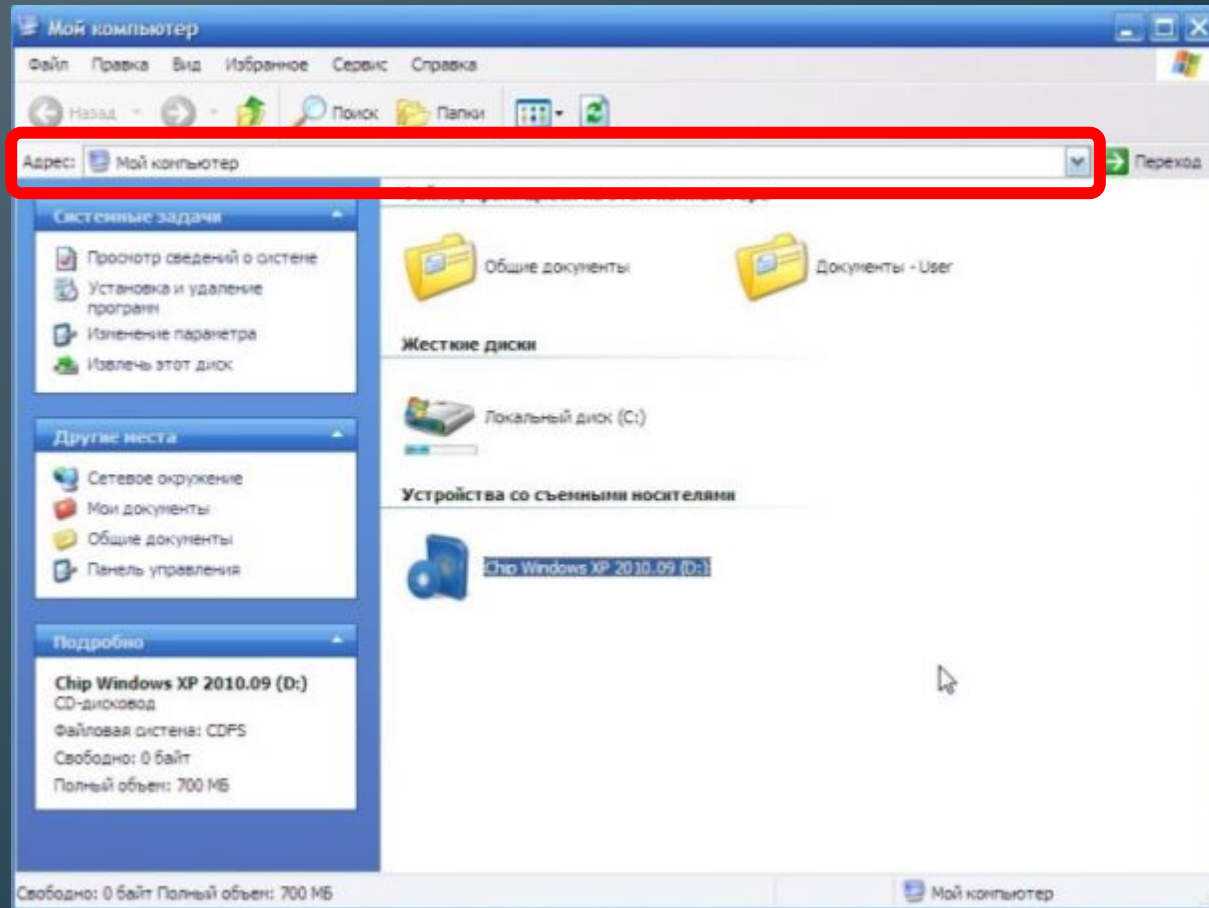 Мой компьютер
Файл Правка Вид Избранное Сервис Справка
Назад Поиск Папки
Адрес: Мой компьютер Переход
Системные задачи
Просмотр сведений о системе
Установка и удаление
программ
Изменение параметра
Извлечь этот диск
Другие места
Сетевое окружение
Мои документы
Общие документы
Панель управления
Подробно
Chip Windows XP 2010.09 (D:)
CD-дисковод
Файловая система: CDFS
Свободно: 0 байт
Полный объем: 700 МБ
Общие документы
Документы - User
Жесткие диски
Локальный диск (C:)
Устройства со съемными носителями
Chip Windows XP 2010.09 (D:)
Свободно: 0 байт Полный объем: 700 МБ
Мой компьютер